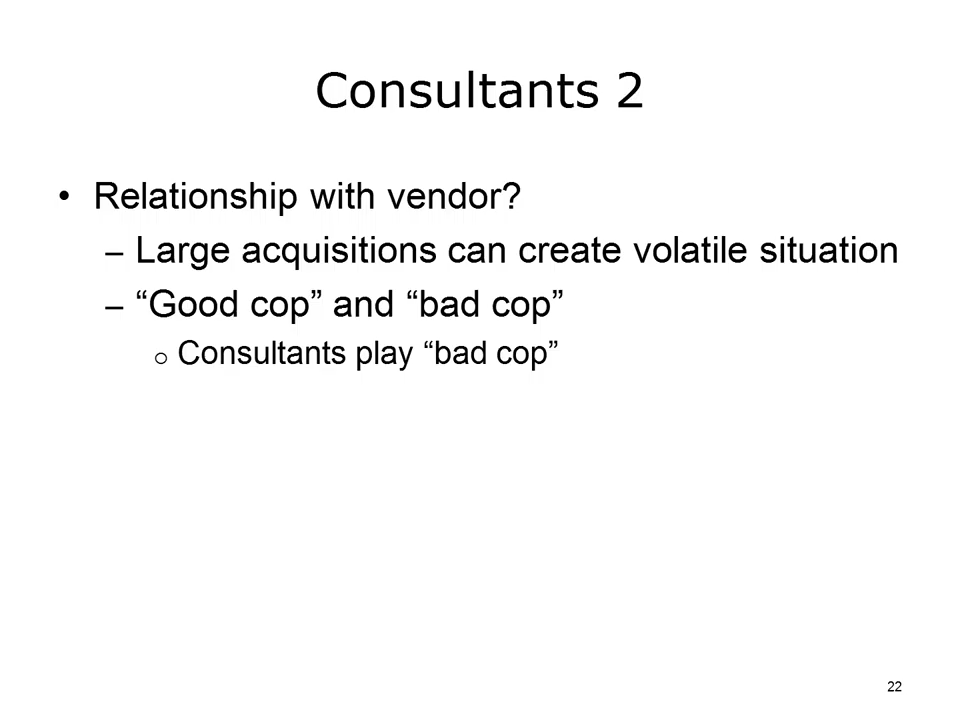 Consultants 2
• Relationship with vendor?
– Large acquisitions can create volatile situation
– “Good cop” and “bad cop”
o Consultants play “bad cop”
22